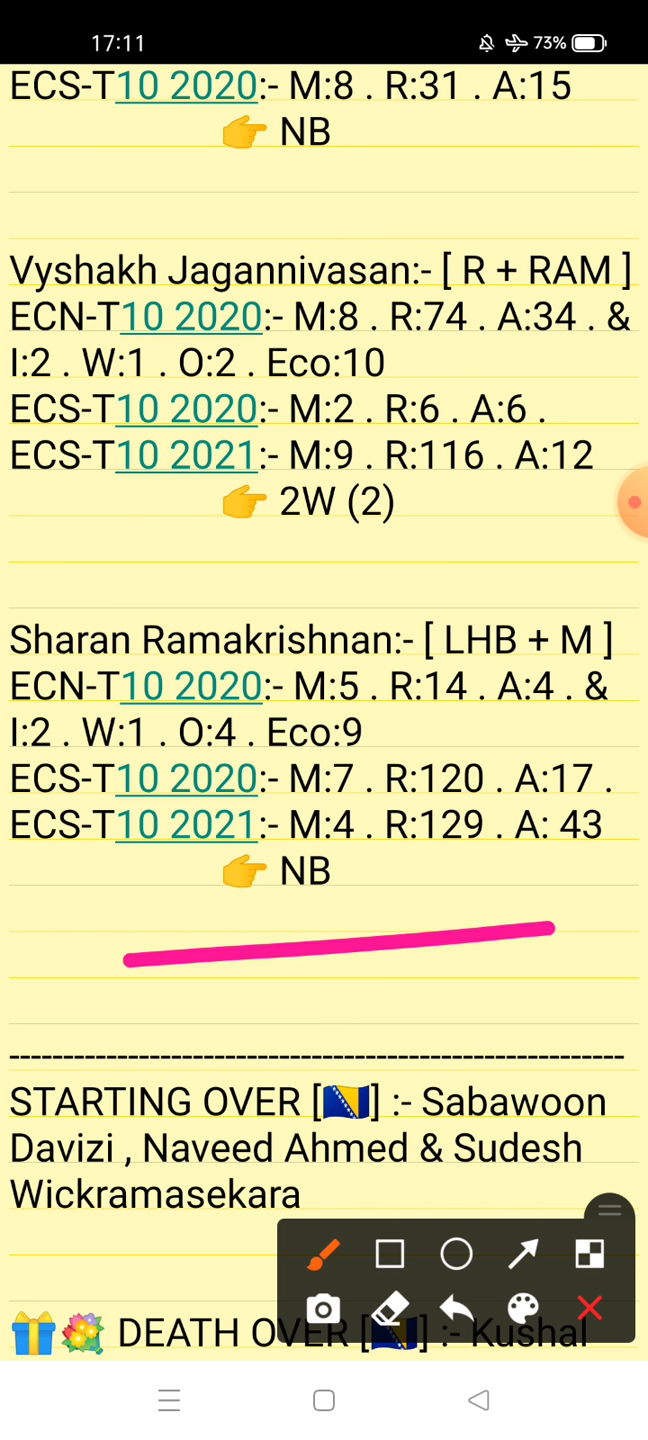 17:11
73%
ECS-T10 2020:- M:8 . R:31 . A:15
👉 NB
Vyshakh Jagannivasan:- [ R + RAM ]
ECN-T10 2020:- M:8 . R:74 . A:34 . &
I:2 . W:1 . O:2 . Eco:10
ECS-T10 2020:- M:2 . R:6 . A:6 .
ECS-T10 2021:- M:9 . R:116 . A:12
👉 2W (2)
Sharan Ramakrishnan:- [ LHB + M ]
ECN-T10 2020:- M:5 . R:14 . A:4 . &
I:2 . W:1 . O:4 . Eco:9
ECS-T10 2020:- M:7 . R:120 . A:17 .
ECS-T10 2021:- M:4 . R:129 . A: 43
👉 NB
---------------------------------------------------------
STARTING OVER [🇧🇦] :- Sabawoon
Davizi , Naveed Ahmed & Sudesh
Wickramasekara
🎁💐 DEATH OVER [🇧🇦] :- Kushal